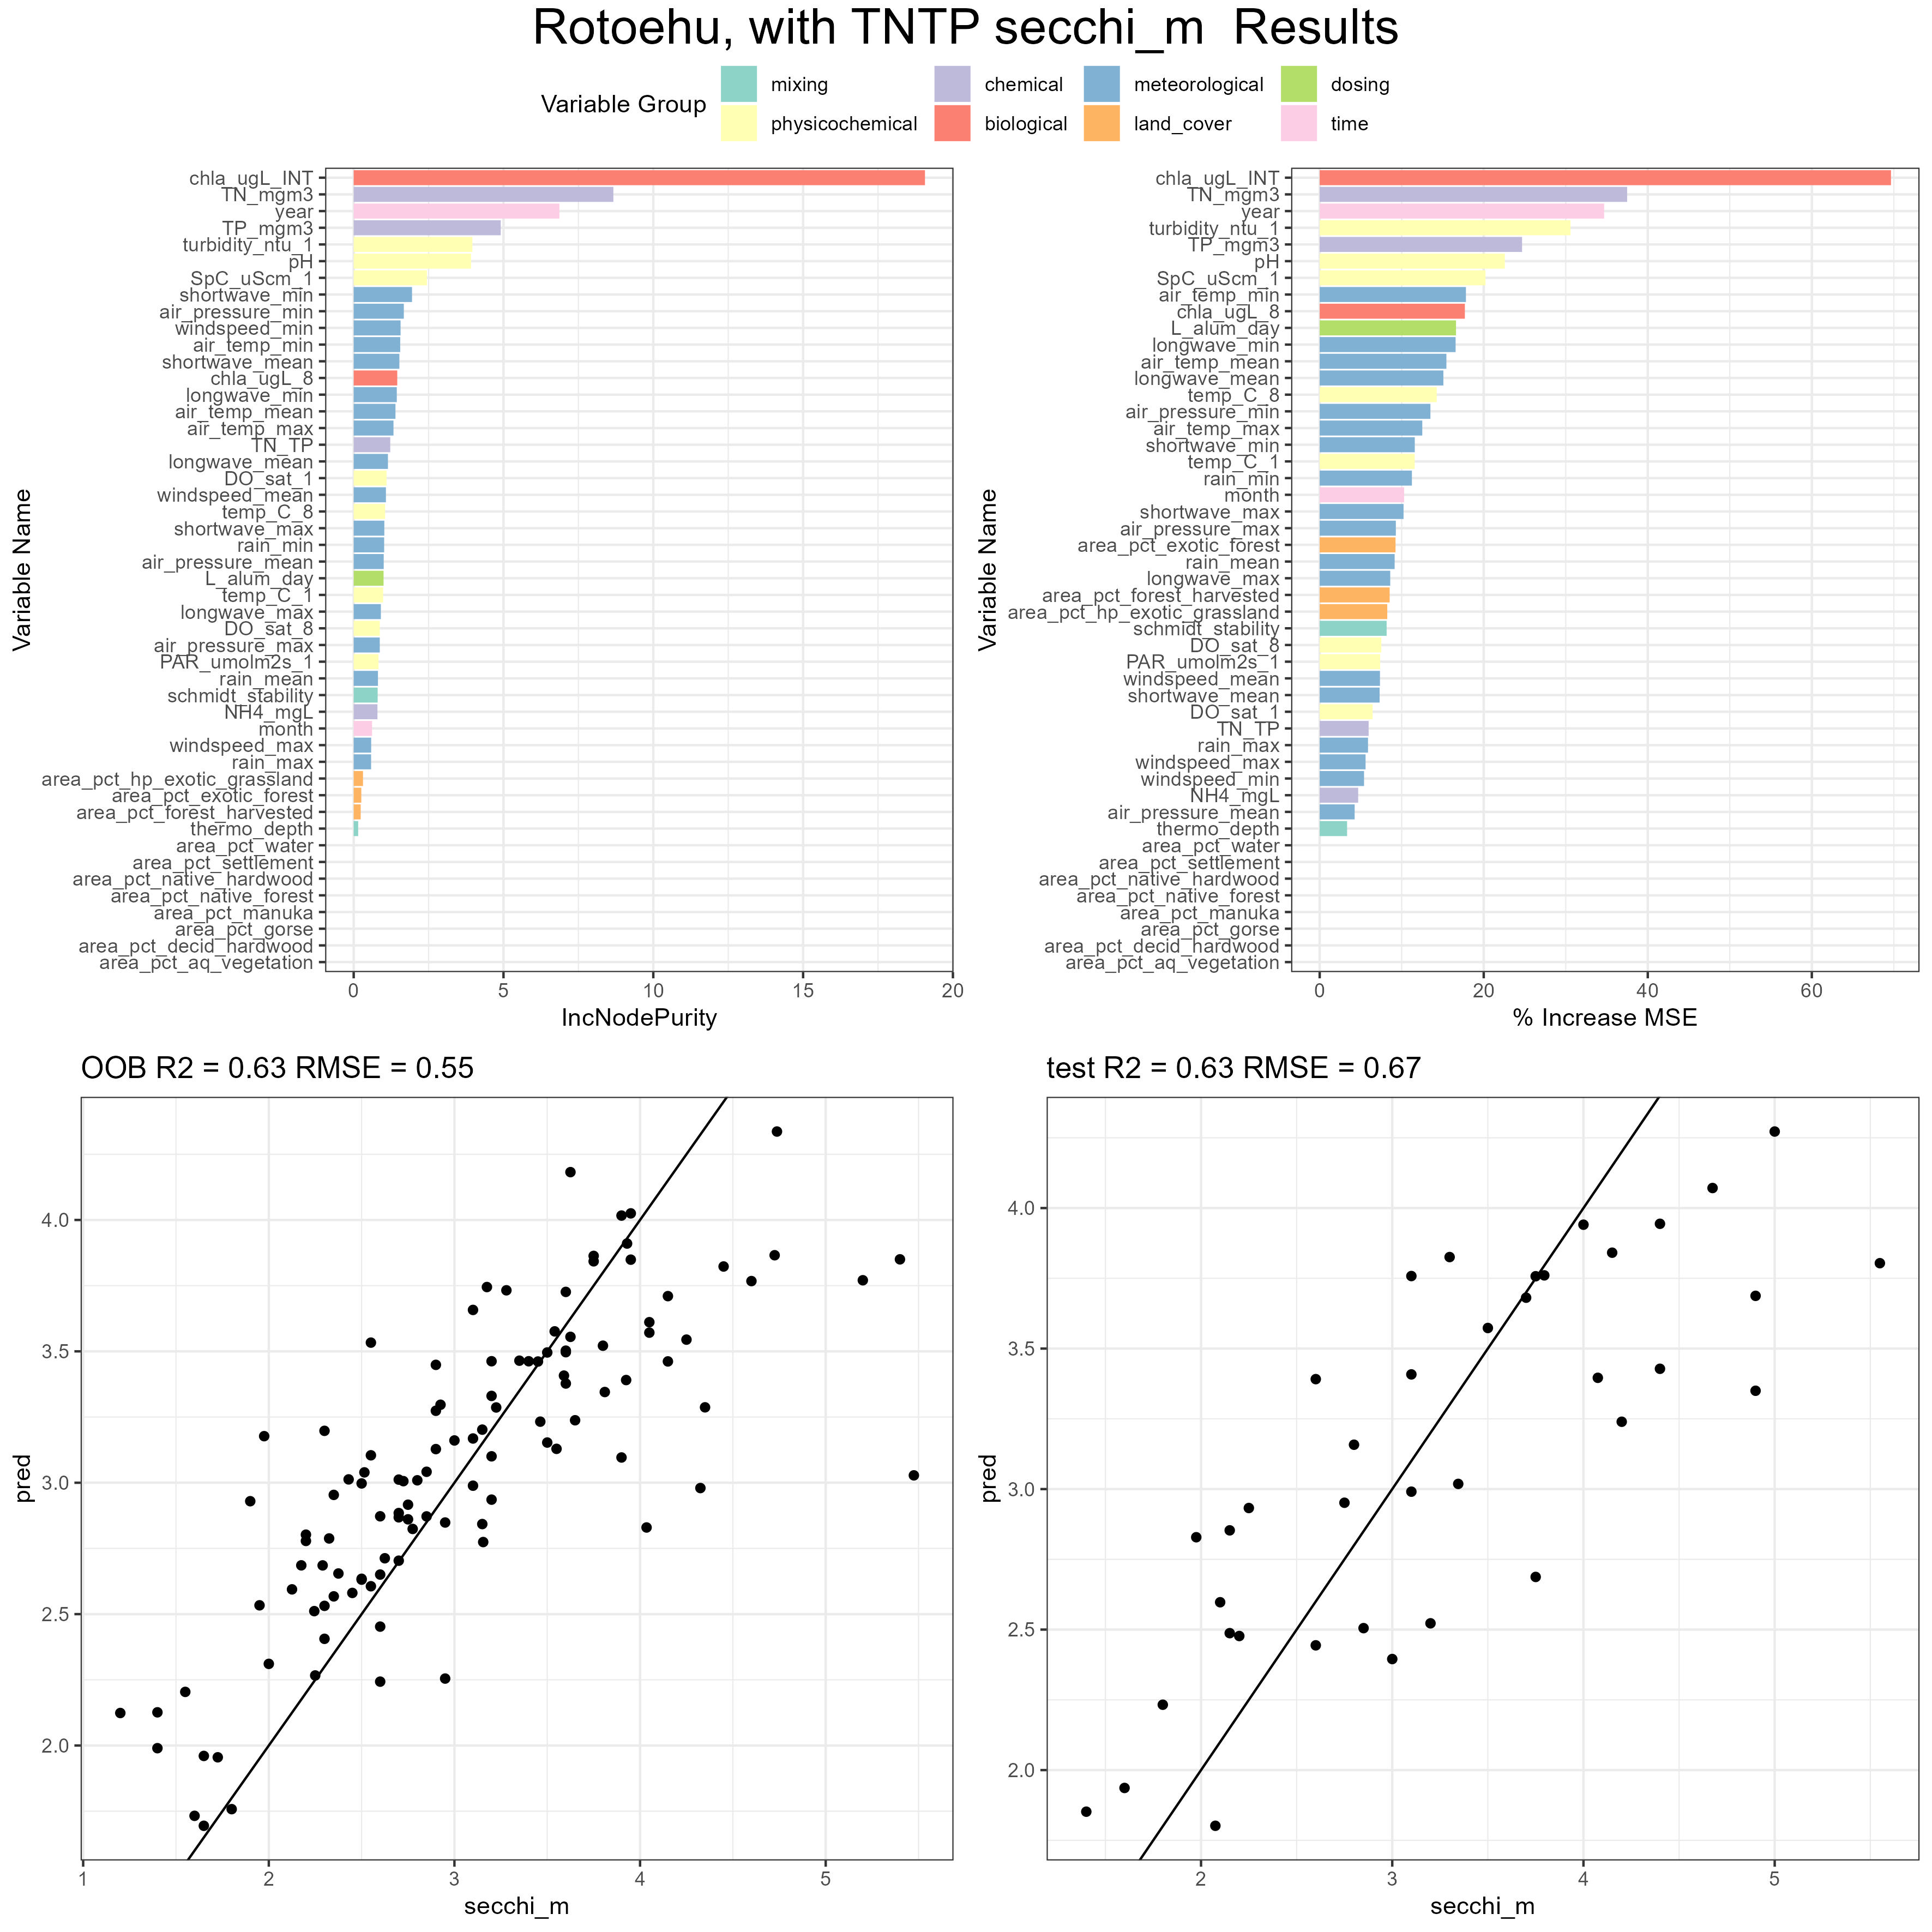 Rotoehu, with TNTP secchi_m  Results
Variable Group
mixing
chemical
meteorological
dosing
physicochemical
biological
land_cover
time
Variable Name
chla_ugL_INT
TN_mgm3
year
TP_mgm3
turbidity_ntu_1
pH
SpC_uScm_1
shortwave_min
air_pressure_min
windspeed_min
air_temp_min
shortwave_mean
chla_ugL_8
longwave_min
air_temp_mean
air_temp_max
TN_TP
longwave_mean
DO_sat_1
windspeed_mean
temp_C_8
shortwave_max
rain_min
air_pressure_mean
L_alum_day
temp_C_1
longwave_max
DO_sat_8
air_pressure_max
PAR_umolm2s_1
rain_mean
schmidt_stability
NH4_mgL
month
windspeed_max
rain_max
area_pct_hp_exotic_grassland
area_pct_exotic_forest
area_pct_forest_harvested
thermo_depth
area_pct_water
area_pct_settlement
area_pct_native_hardwood
area_pct_native_forest
area_pct_manuka
area_pct_gorse
area_pct_decid_hardwood
area_pct_aq_vegetation
0 5 10 15 20
IncNodePurity
Variable Name
chla_ugL_INT
TN_mgm3
year
turbidity_ntu_1
TP_mgm3
pH
SpC_uScm_1
air_temp_min
chla_ugL_8
L_alum_day
longwave_min
air_temp_mean
longwave_mean
temp_C_8
air_pressure_min
air_temp_max
shortwave_min
temp_C_1
rain_min
month
shortwave_max
air_pressure_max
area_pct_exotic_forest
rain_mean
longwave_max
area_pct_forest_harvested
area_pct_hp_exotic_grassland
schmidt_stability
DO_sat_8
PAR_umolm2s_1
windspeed_mean
shortwave_mean
DO_sat_1
TN_TP
rain_max
windspeed_max
windspeed_min
NH4_mgL
air_pressure_mean
thermo_depth
area_pct_water
area_pct_settlement
area_pct_native_hardwood
area_pct_native_forest
area_pct_manuka
area_pct_gorse
area_pct_decid_hardwood
area_pct_aq_vegetation
0 20 40 60
% Increase MSE
OOB R2 = 0.63 RMSE = 0.55
pred
4.0
3.5
3.0
2.5
2.0
1 2 3 4 5
secchi_m
test R2 = 0.63 RMSE = 0.67
pred
4.0
3.5
3.0
2.5
2.0
2 3 4 5
secchi_m